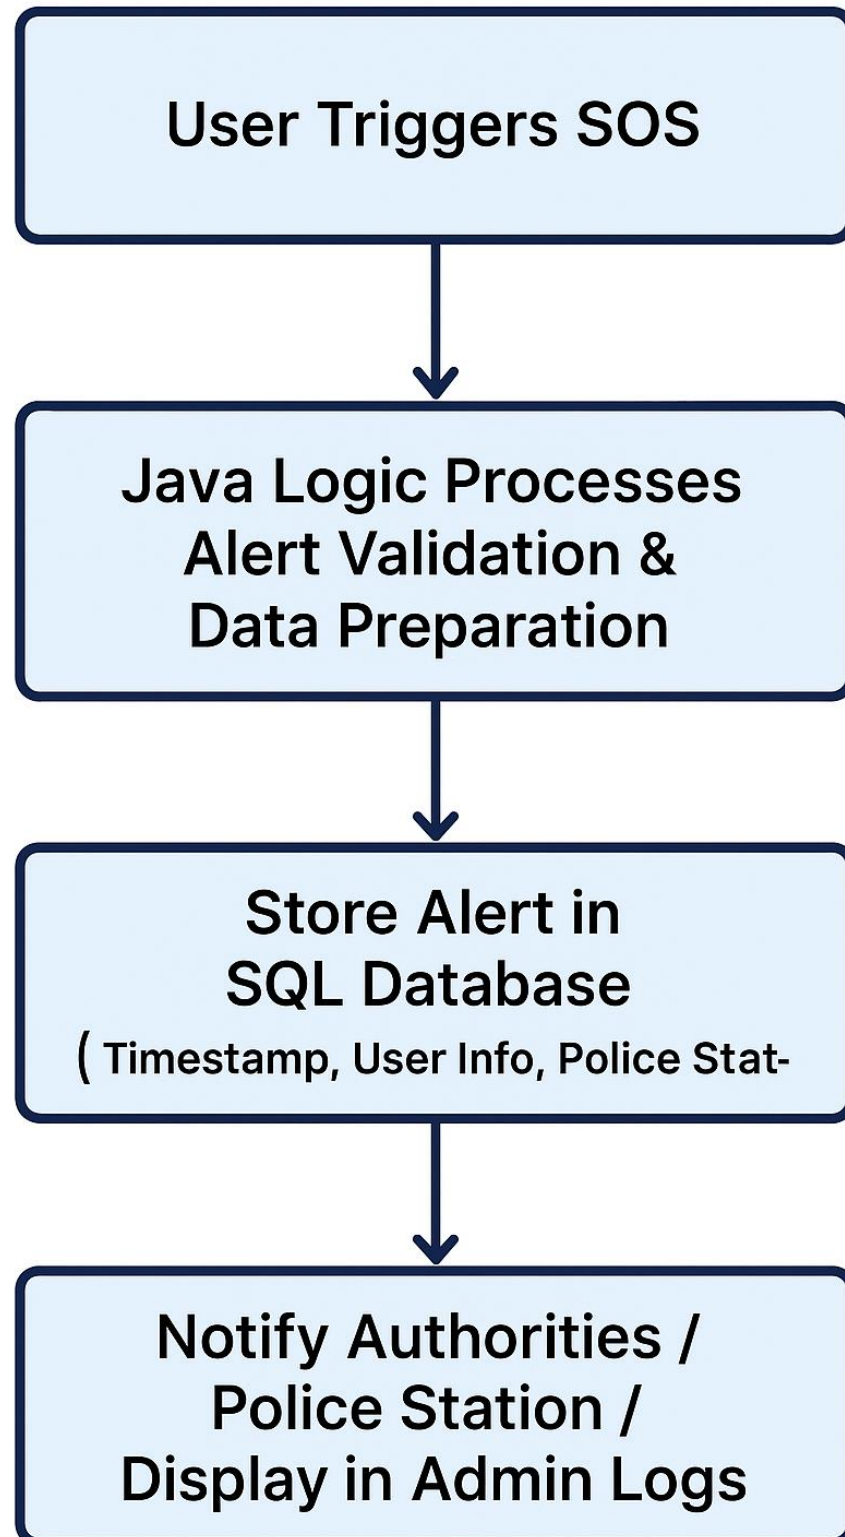 User Triggers SOS
Java Logic Processes
Alert Validation &
Data Preparation
Store Alert in
SQL Database
( Timestamp, User Info, Police Stat-
Notify Authorities /
Police Station /
Display in Admin Logs